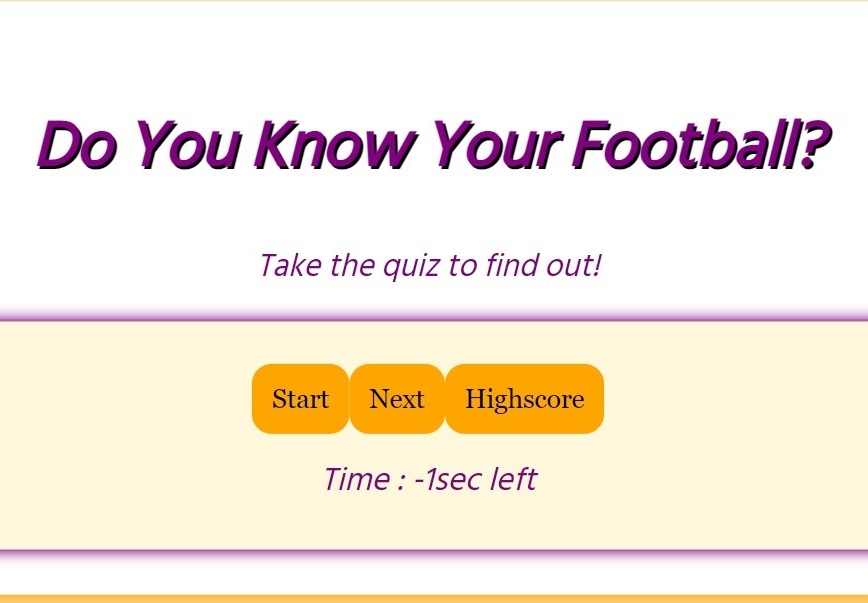 Do You Know Your Football?
Take the quiz to find out!
Start Next Highscore
Time : -1sec left